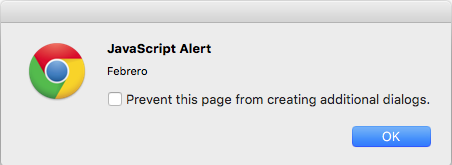 JavaScript Alert
Febrero
Prevent this page from creating additional dialogs.
OK